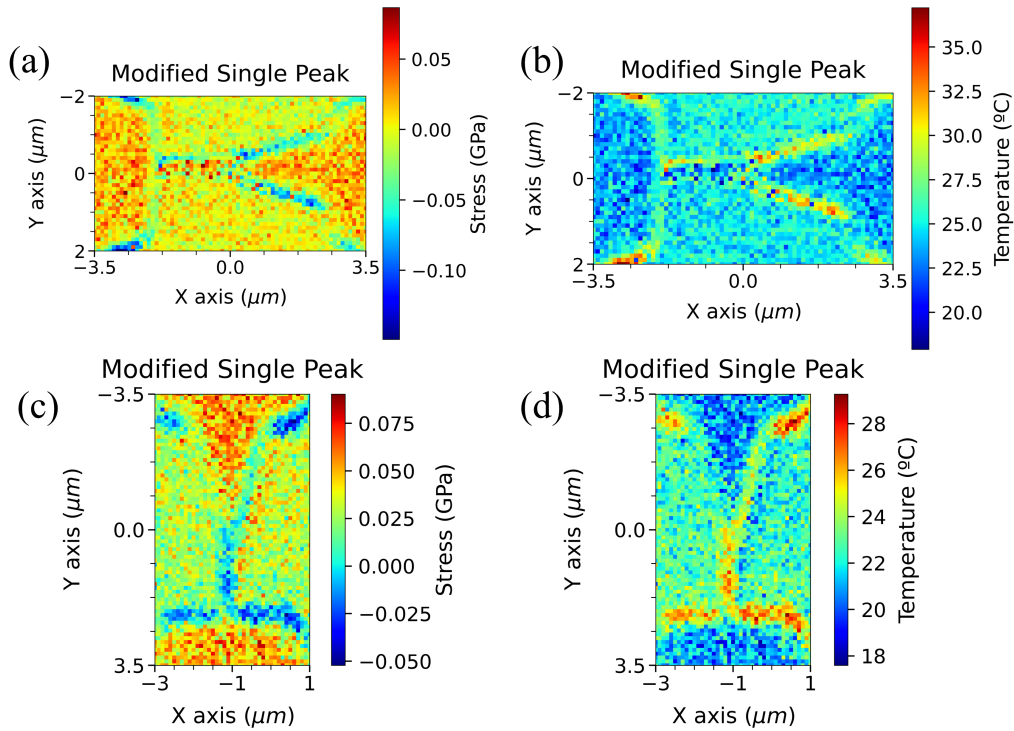 (a)
Modified Single Peak
−2
0
2
−3.5
0.0
3.5
Y axis (μm)
X axis (μm)
0.05
0.00
−0.05
−0.10
Stress (GPa)
(b)
Modified Single Peak
−2
0
2
−3.5
0.0
3.5
Y axis (μm)
X axis (μm)
35.0
32.5
30.0
27.5
25.0
22.5
20.0
Temperature (ºC)
(c)
Modified Single Peak
−3.5
0.0
3.5
−3
−1
1
Y axis (μm)
X axis (μm)
0.075
0.050
0.025
0.000
−0.025
−0.050
Stress (GPa)
(d)
Modified Single Peak
−3.5
0.0
3.5
−3
−1
1
Y axis (μm)
X axis (μm)
28
26
24
22
20
18
Temperature (ºC)